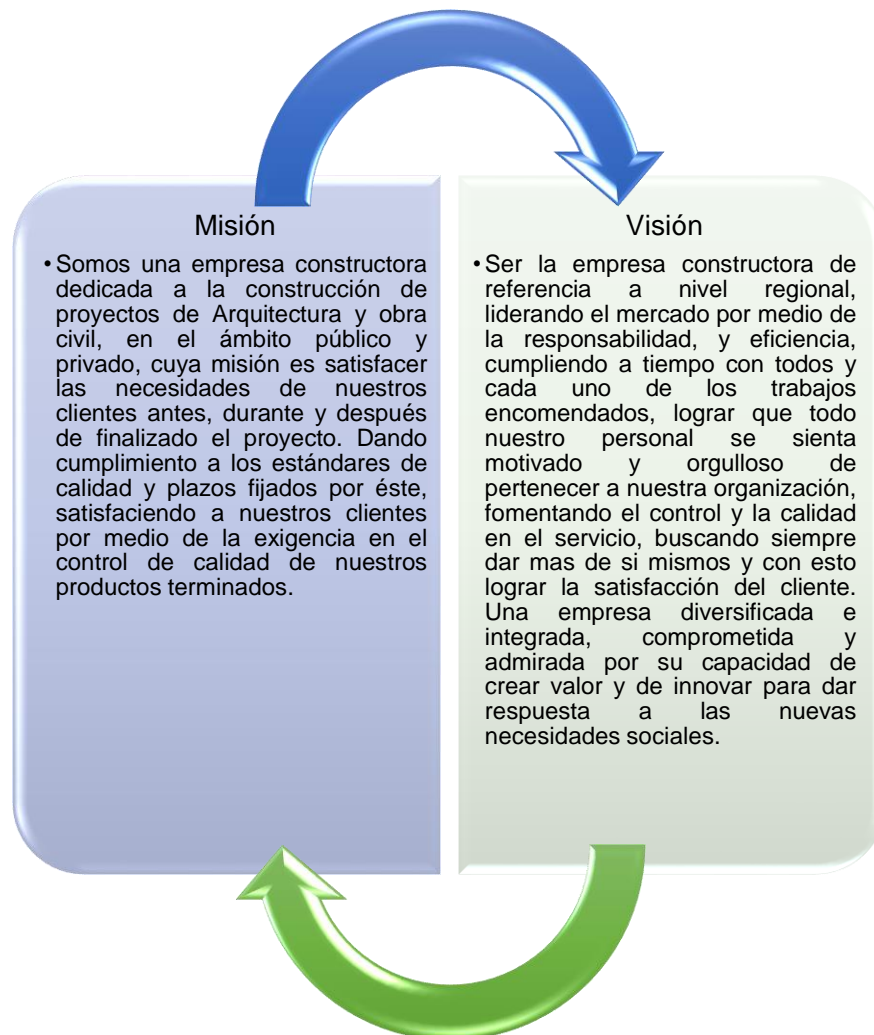 Misión
• Somos una empresa constructora
dedicada a la construcción de
proyectos de Arquitectura y obra
civil, en el ámbito público y
privado, cuya misión es satisfacer
las necesidades de nuestros
clientes antes, durante y después
de finalizado el proyecto. Dando
cumplimiento a los estándares de
calidad y plazos fijados por éste,
satisfaciendo a nuestros clientes
por medio de la exigencia en el
control de calidad de nuestros
productos terminados.
Visión
• Ser la empresa constructora de
referencia a nivel regional,
liderando el mercado por medio de
la responsabilidad, y eficiencia,
cumpliendo a tiempo con todos y
cada uno de los trabajos
encomendados, lograr que todo
nuestro personal se sienta
motivado y orgulloso de
pertenecer a nuestra organización,
fomentando el control y la calidad
en el servicio, buscando siempre
dar mas de si mismos y con esto
lograr la satisfacción del cliente.
Una empresa diversificada e
integrada, comprometida y
admirada por su capacidad de
crear valor y de innovar para dar
respuesta a las nuevas
necesidades sociales.